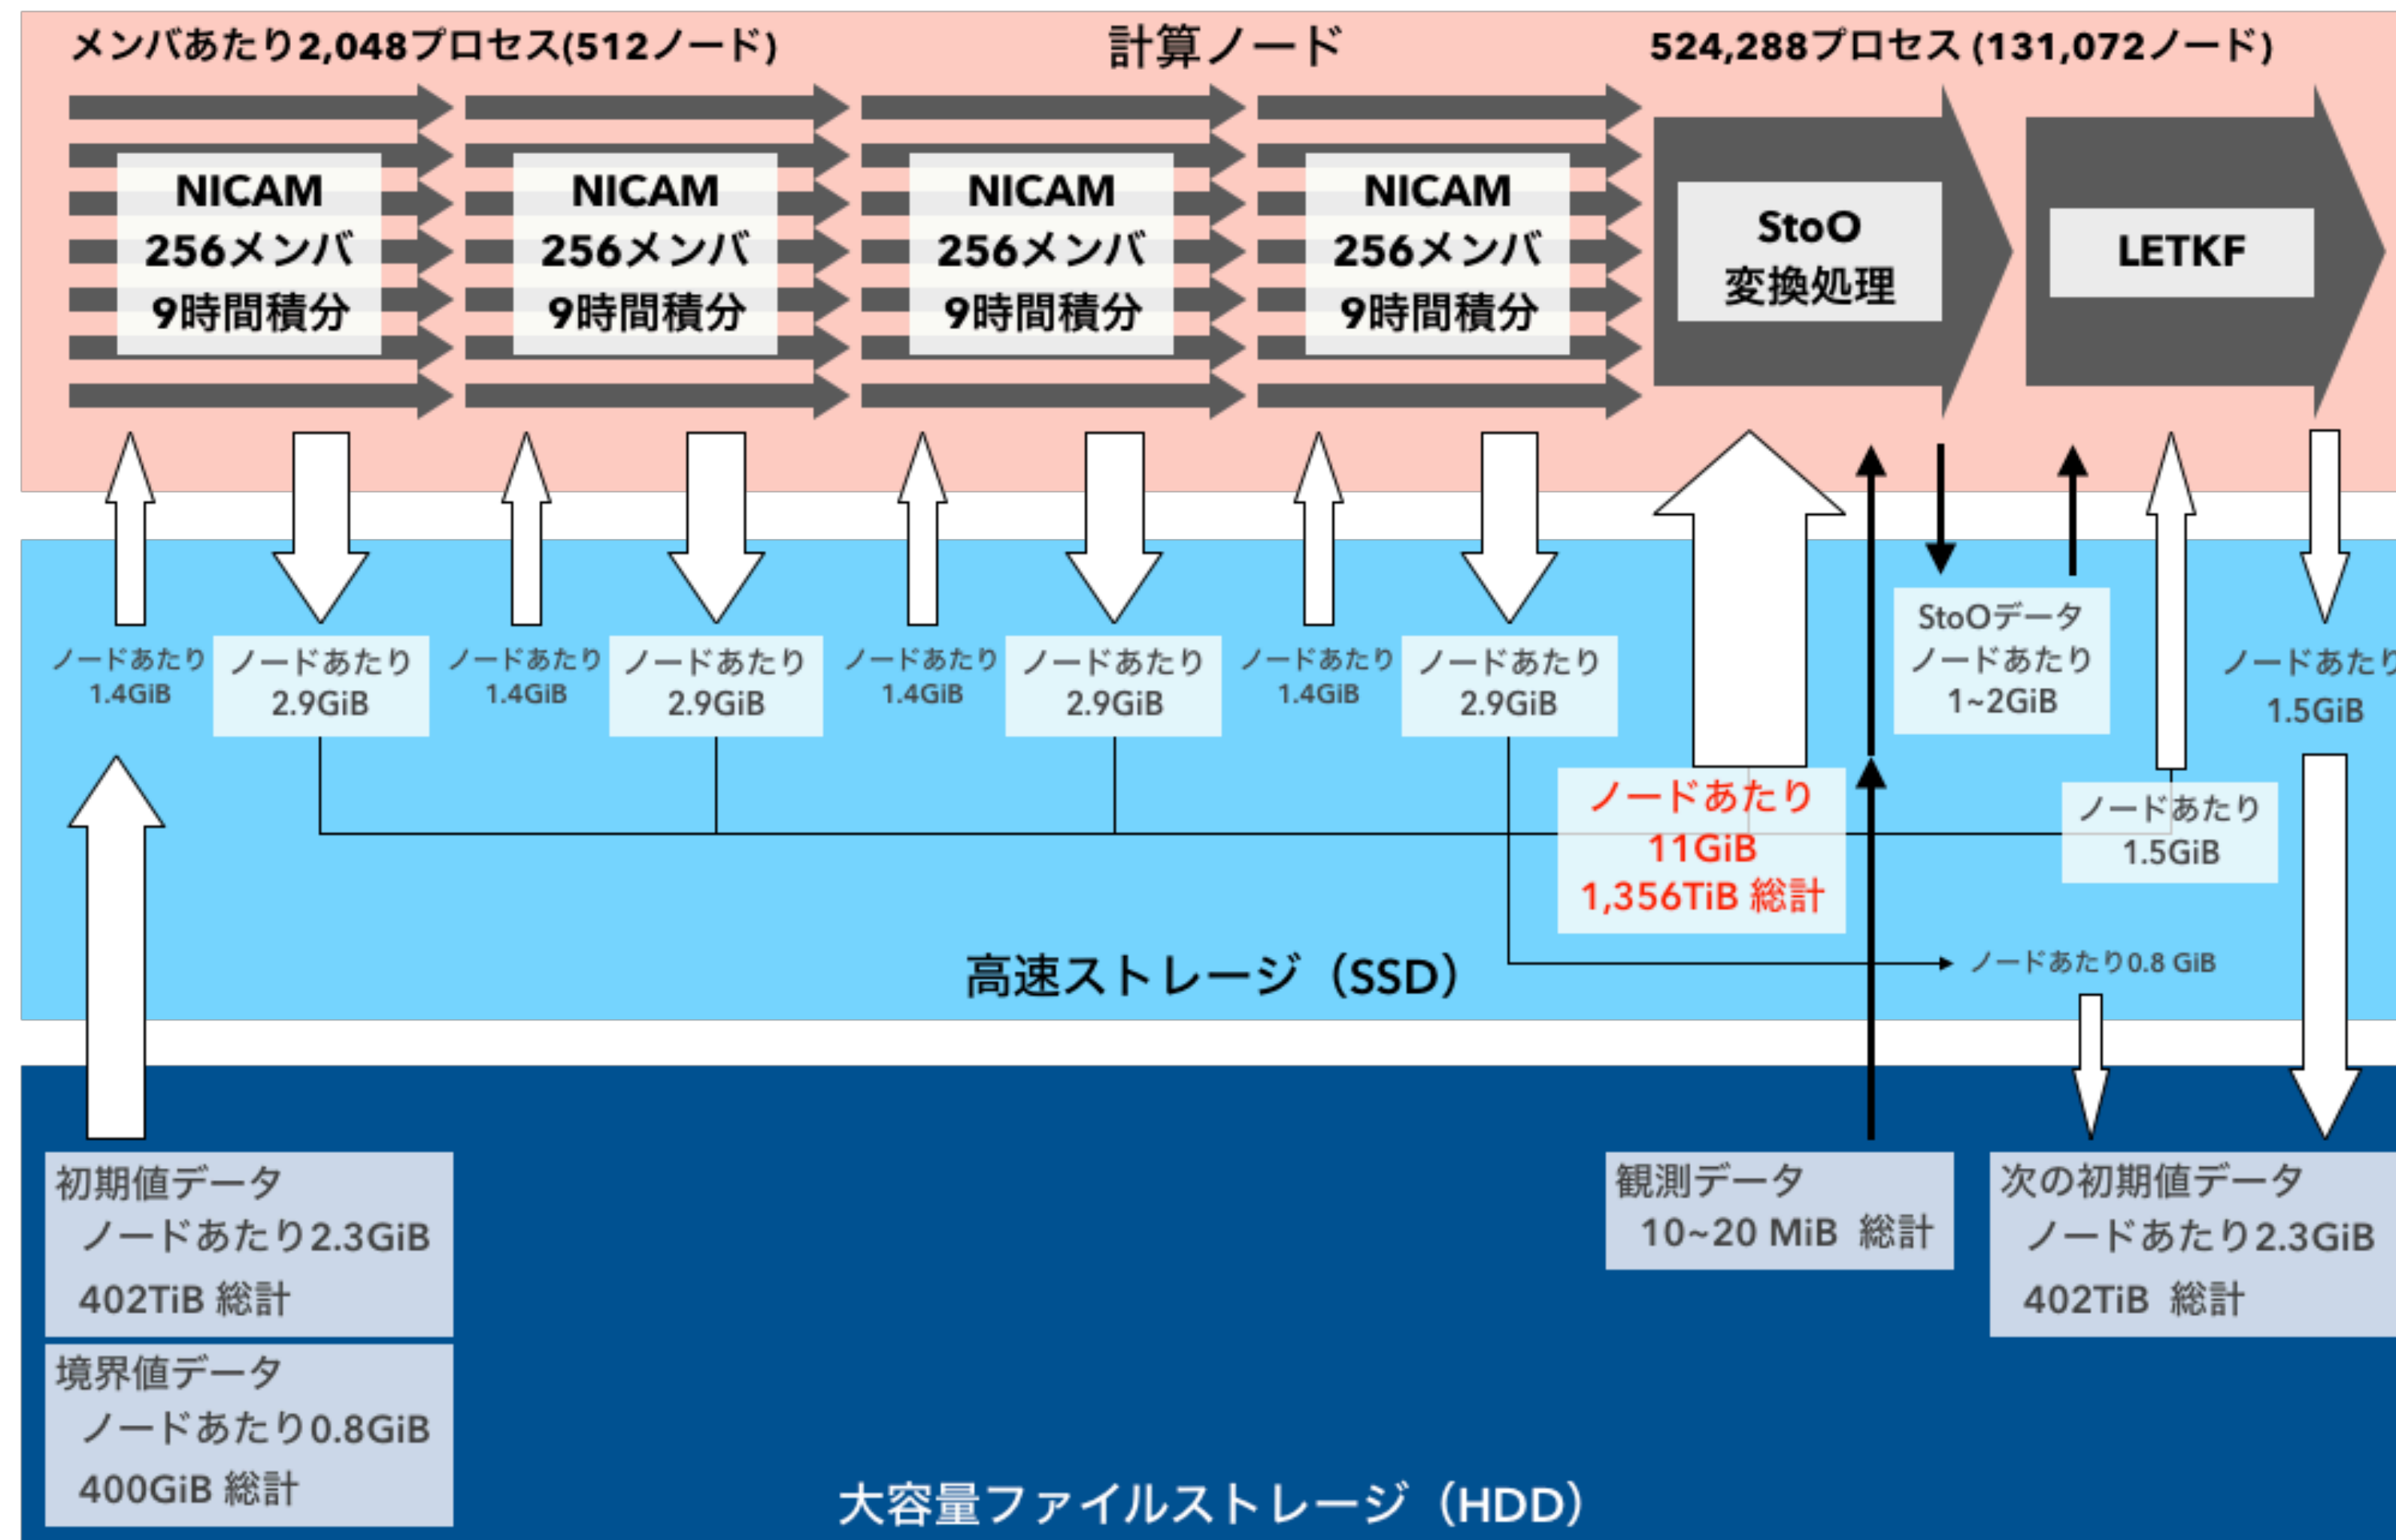 メンバあたり2,048プロセス(512ノード)
計算ノード
524,288プロセス (131,072ノード)
NICAM
256メンバ
9時間積分
NICAM
256メンバ
9時間積分
NICAM
256メンバ
9時間積分
NICAM
256メンバ
9時間積分
StoO
変換処理
LETKF
ノードあたり
1.4GiB
ノードあたり
2.9GiB
ノードあたり
1.4GiB
ノードあたり
2.9GiB
ノードあたり
1.4GiB
ノードあたり
2.9GiB
ノードあたり
1.4GiB
ノードあたり
2.9GiB
StoOデータ
ノードあたり
1~2GiB
ノードあたり
1.5GiB
ノードあたり
11GiB
1,356TiB 総計
ノードあたり
1.5GiB
ノードあたり0.8 GiB
高速ストレージ（SSD）
初期値データ
ノードあたり2.3GiB
402TiB 総計
境界値データ
ノードあたり0.8GiB
400GiB 総計
観測データ
10~20 MiB 総計
次の初期値データ
ノードあたり2.3GiB
402TiB 総計
大容量ファイルストレージ（HDD）